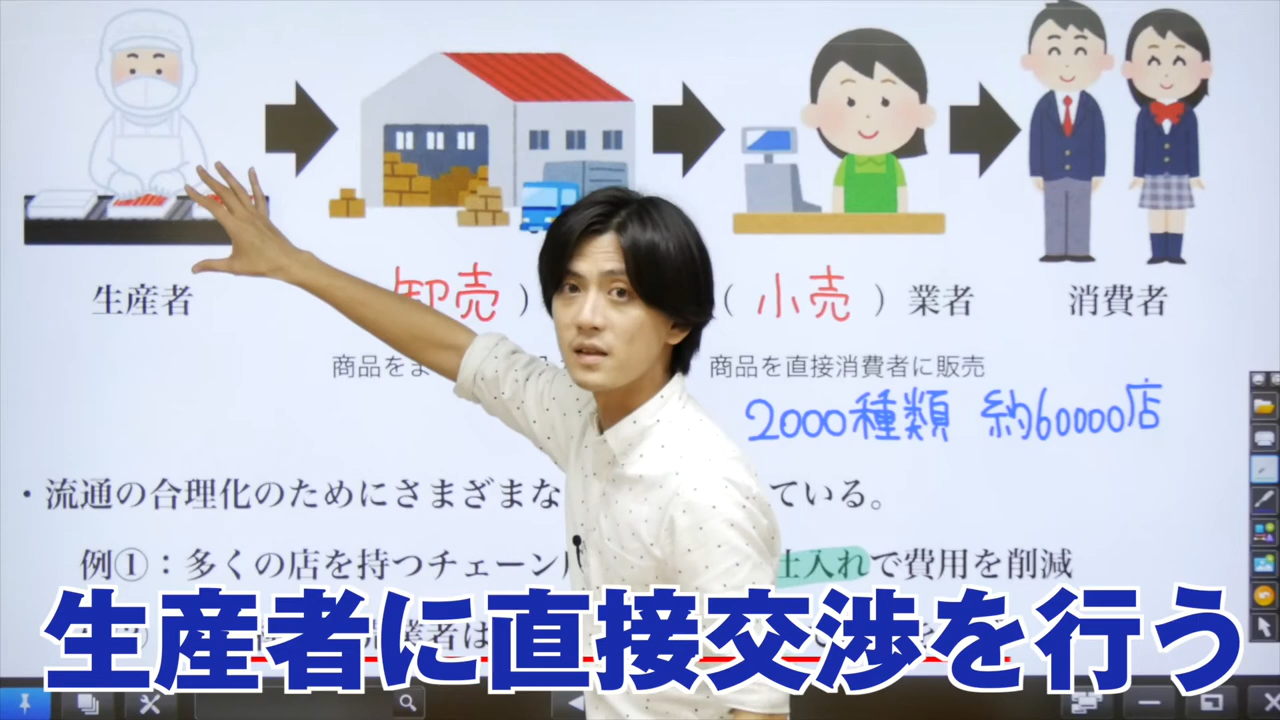 生産者
卸売）
（小売）業者
消費者
商品をま
商品を直接消費者に販売
2000種類 約60000店
・流通の合理化のためにさまざまな
ている。
例①：多くの店を持つチェーン
仕入れで費用を削減
業者は
生産者に直接交渉を行う